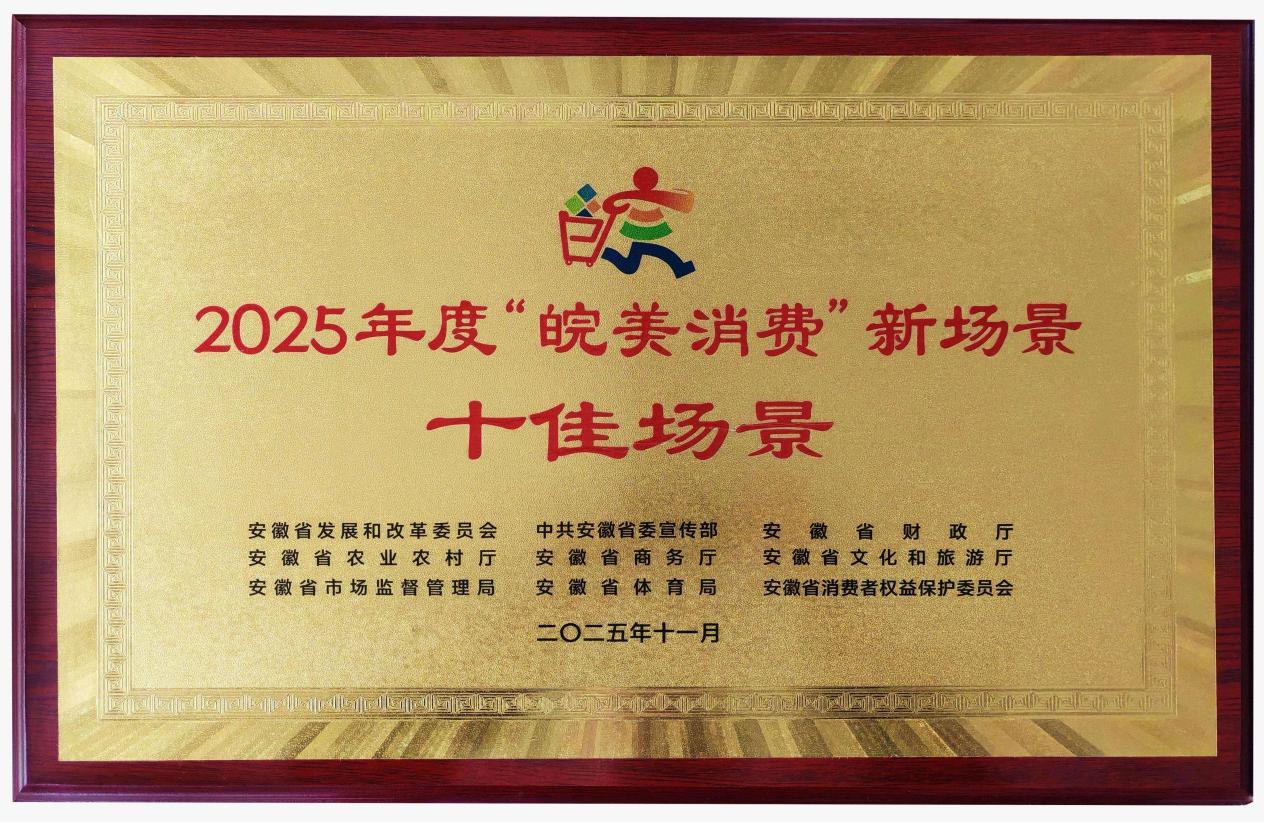 2025年度“皖美消费”新场景
十佳场景
安徽省发展和改革委员会 中共安徽省委宣传部 安徽省财政厅
安徽省农业农村厅 安徽省商务厅 安徽省文化和旅游厅
安徽省市场监督管理局 安徽省体育局 安徽省消费者权益保护委员会
二〇二五年十一月